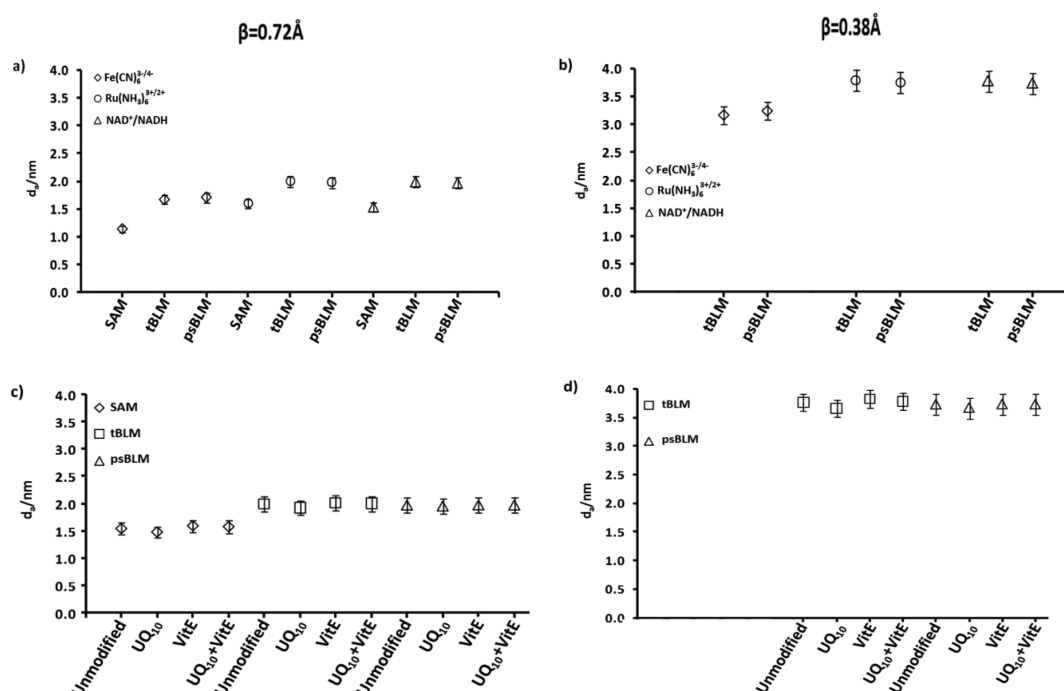 β=0.72Å
β=0.38Å
a)
Fe(CN)₆³⁻/⁴⁻
Ru(NH₃)₆³⁺/²⁺
NAD⁺/NADH
dₐ/nm
4.0
3.5
3.0
2.5
2.0
1.5
1.0
0.5
0.0
SAM
tBLM
psBLM
SAM
tBLM
psBLM
SAM
tBLM
psBLM
b)
dₐ/nm
4.0
3.5
3.0
2.5
2.0
1.5
1.0
0.5
0.0
Fe(CN)₆³⁻/⁴⁻
Ru(NH₃)₆³⁺/²⁺
NAD⁺/NADH
tBLM
psBLM
tBLM
psBLM
tBLM
psBLM
c)
SAM
tBLM
psBLM
dₐ/nm
4.0
3.5
3.0
2.5
2.0
1.5
1.0
0.5
0.0
Unmodified
UQ₁₀
VitE
UQ₁₀+VitE
Unmodified
UQ₁₀
VitE
UQ₁₀+VitE
Unmodified
UQ₁₀
VitE
UQ₁₀+VitE
d)
tBLM
psBLM
dₐ/nm
4.0
3.5
3.0
2.5
2.0
1.5
1.0
0.5
0.0
Unmodified
UQ₁₀
VitE
UQ₁₀+VitE
Unmodified
UQ₁₀
VitE
UQ₁₀+VitE